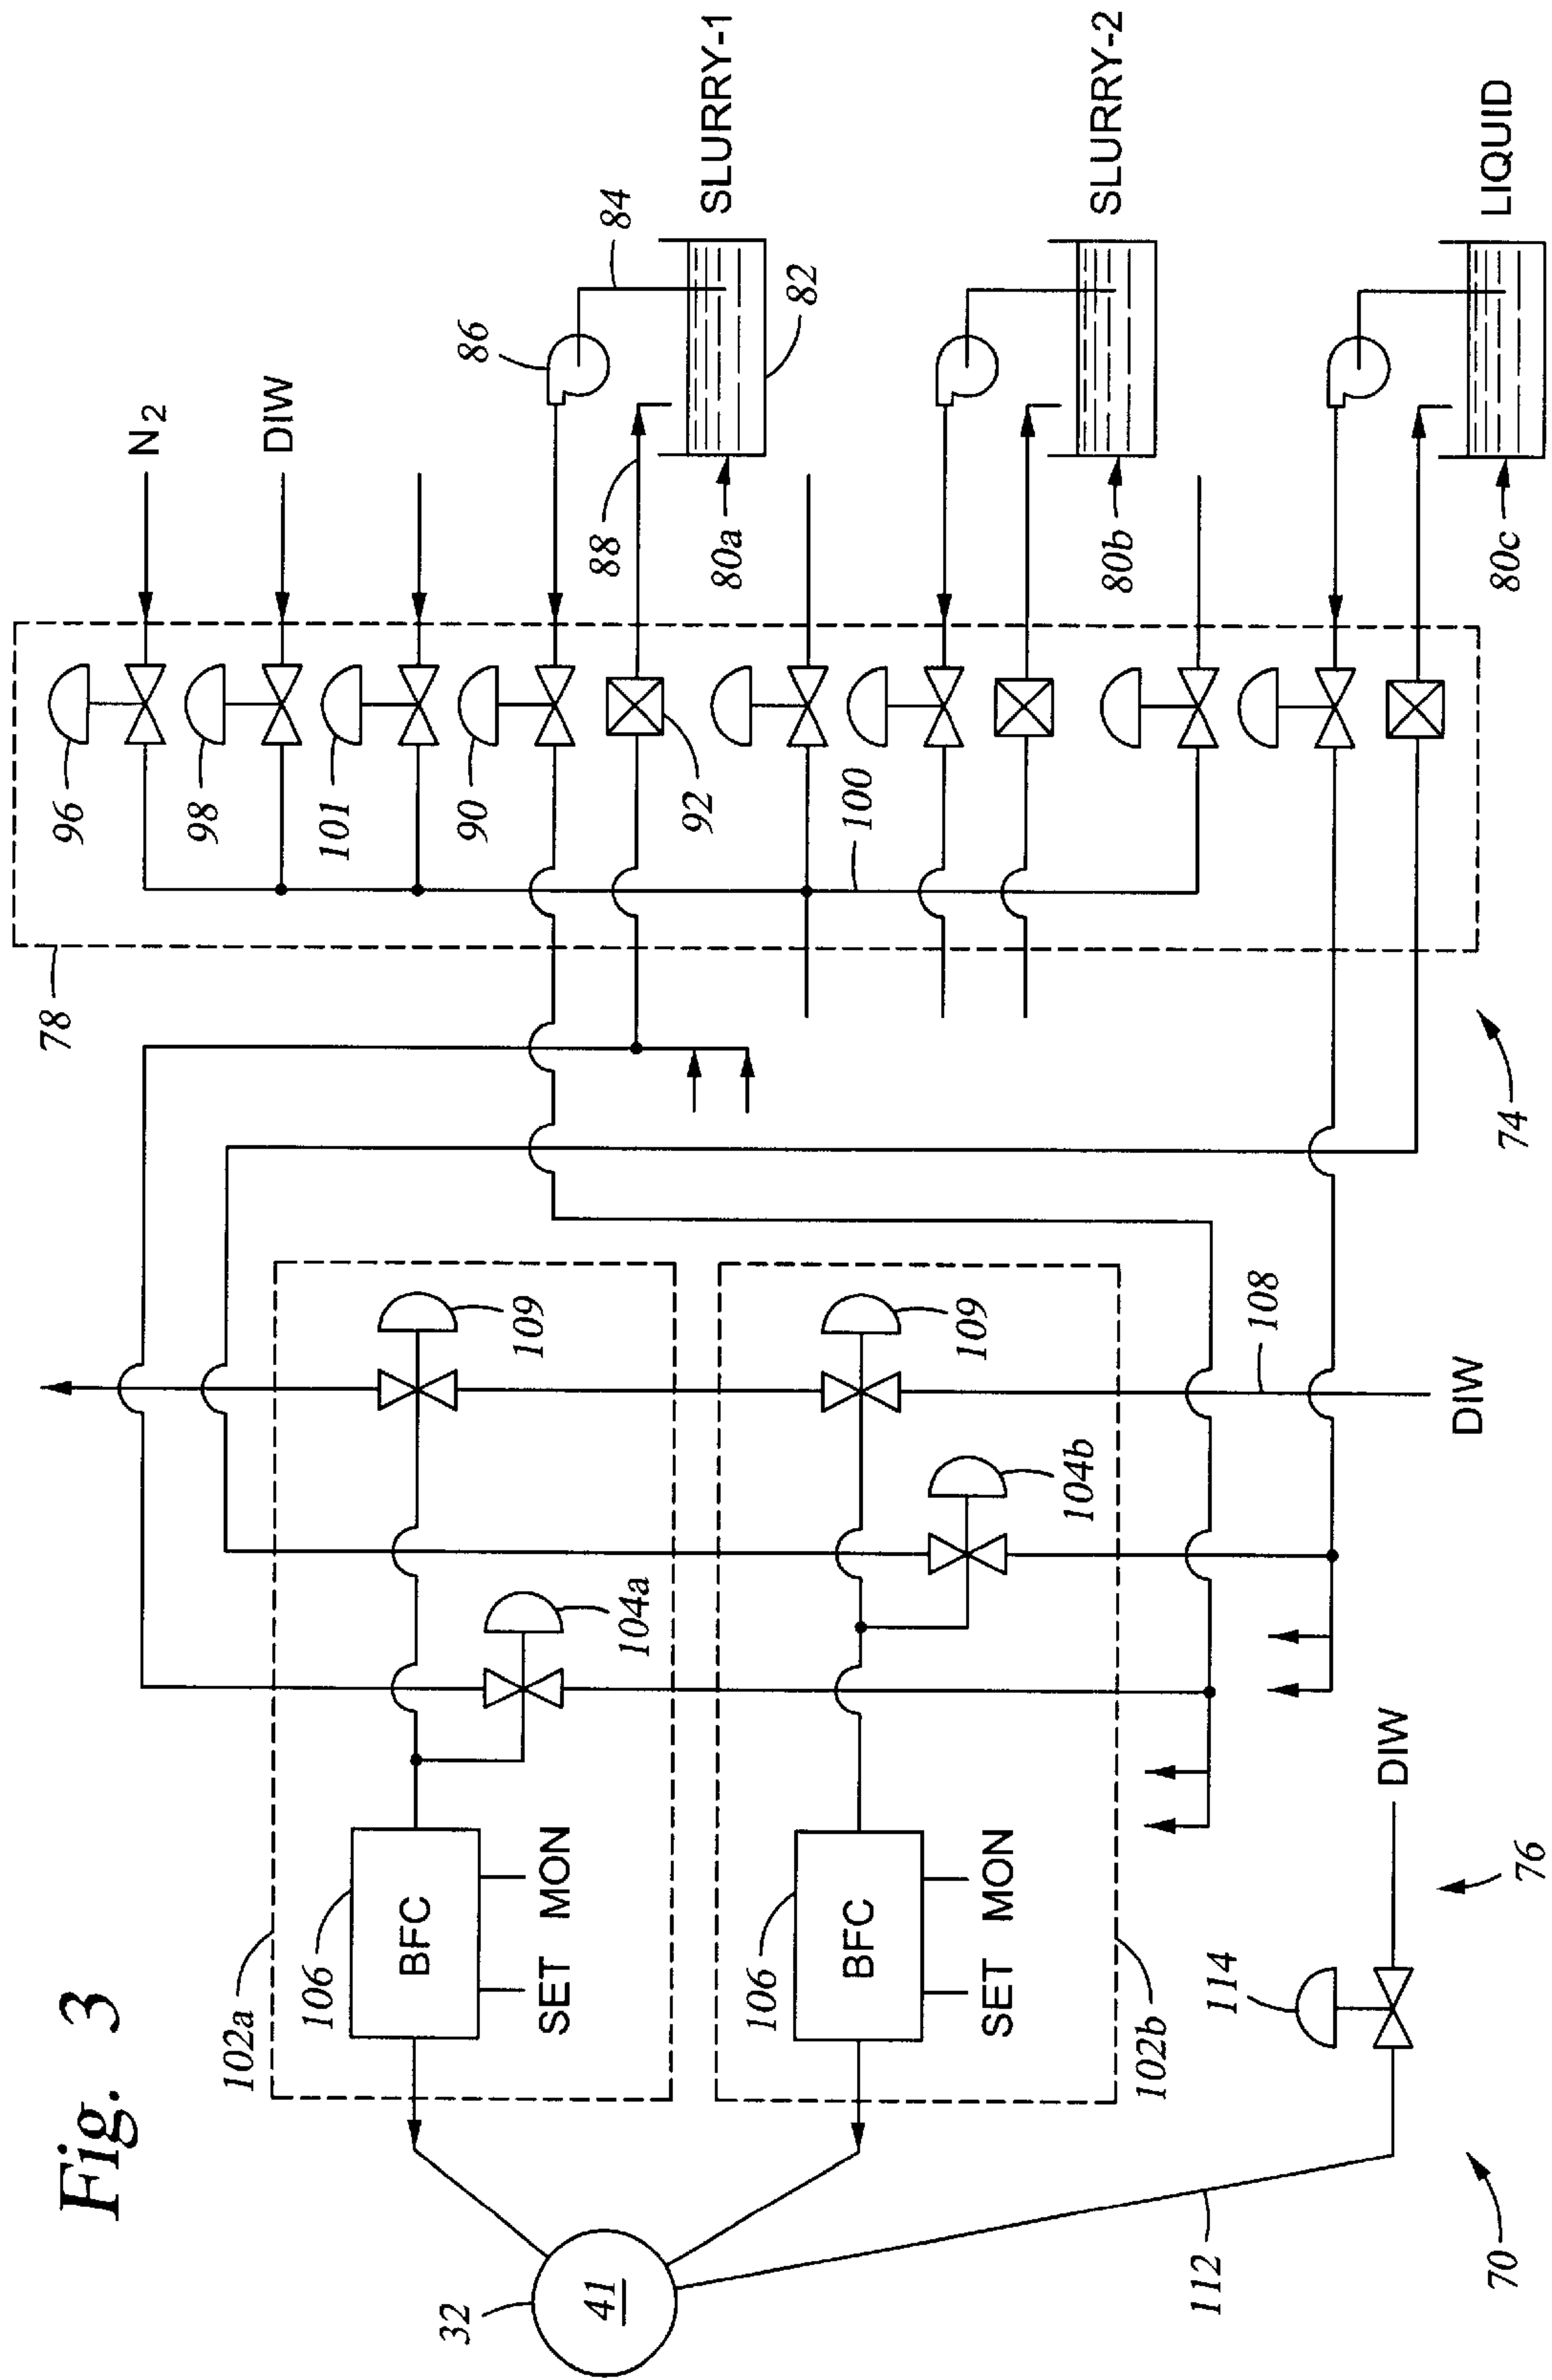 Fig. 3
N2
DIW
96
98
101
90
92
100
78
86
84
88
82
SLURRY-1
80a
SLURRY-2
80b
LIQUID
80c
74
109
109
108
DIW
104a
104b
102a
106
BFC
SET MON
106
BFC
SET MON
102b
DIW
114
76
32
41
112
70